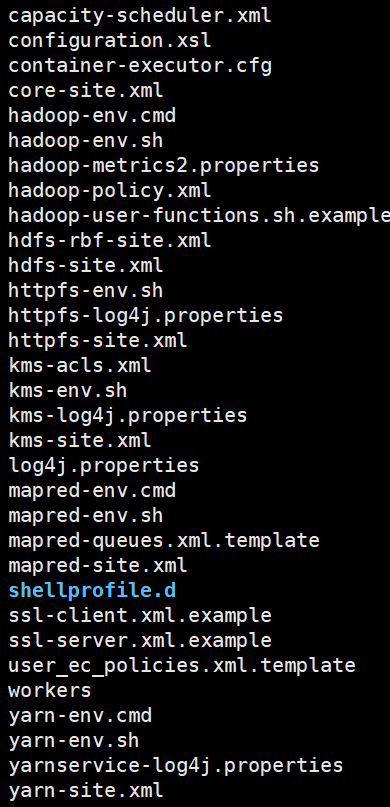 capacity-scheduler.xml
configuration.xsl
container-executor.cfg
core-site.xml
hadoop-env.cmd
hadoop-env.sh
hadoop-metrics2.properties
hadoop-policy.xml
hadoop-user-functions.sh.example
hdfs-rbf-site.xml
hdfs-site.xml
httpfs-env.sh
httpfs-log4j.properties
httpfs-site.xml
kms-acls.xml
kms-env.sh
kms-log4j.properties
kms-site.xml
log4j.properties
mapred-env.cmd
mapred-env.sh
mapred-queues.xml.template
mapred-site.xml
shellprofile.d
ssl-client.xml.example
ssl-server.xml.example
user_ec_policies.xml.template
workers
yarn-env.cmd
yarn-env.sh
yarnservice-log4j.properties
yarn-site.xml